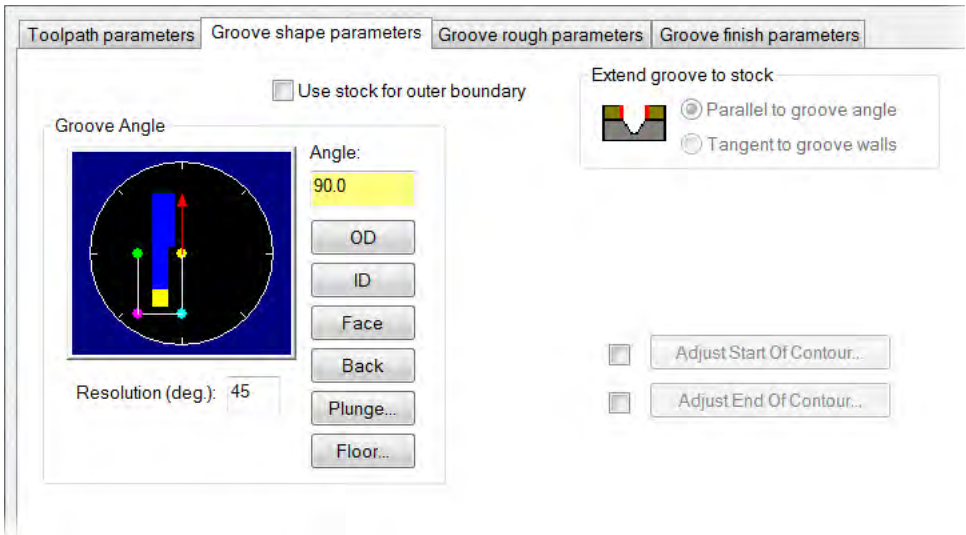 Toolpath parameters Groove shape parameters Groove rough parameters Groove finish parameters
Use stock for outer boundary
Extend groove to stock
Parallel to groove angle
Tangent to groove walls
Groove Angle
Angle:
90.0
OD
ID
Face
Back
Plunge...
Floor...
Resolution (deg.): 45
Adjust Start Of Contour...
Adjust End Of Contour...